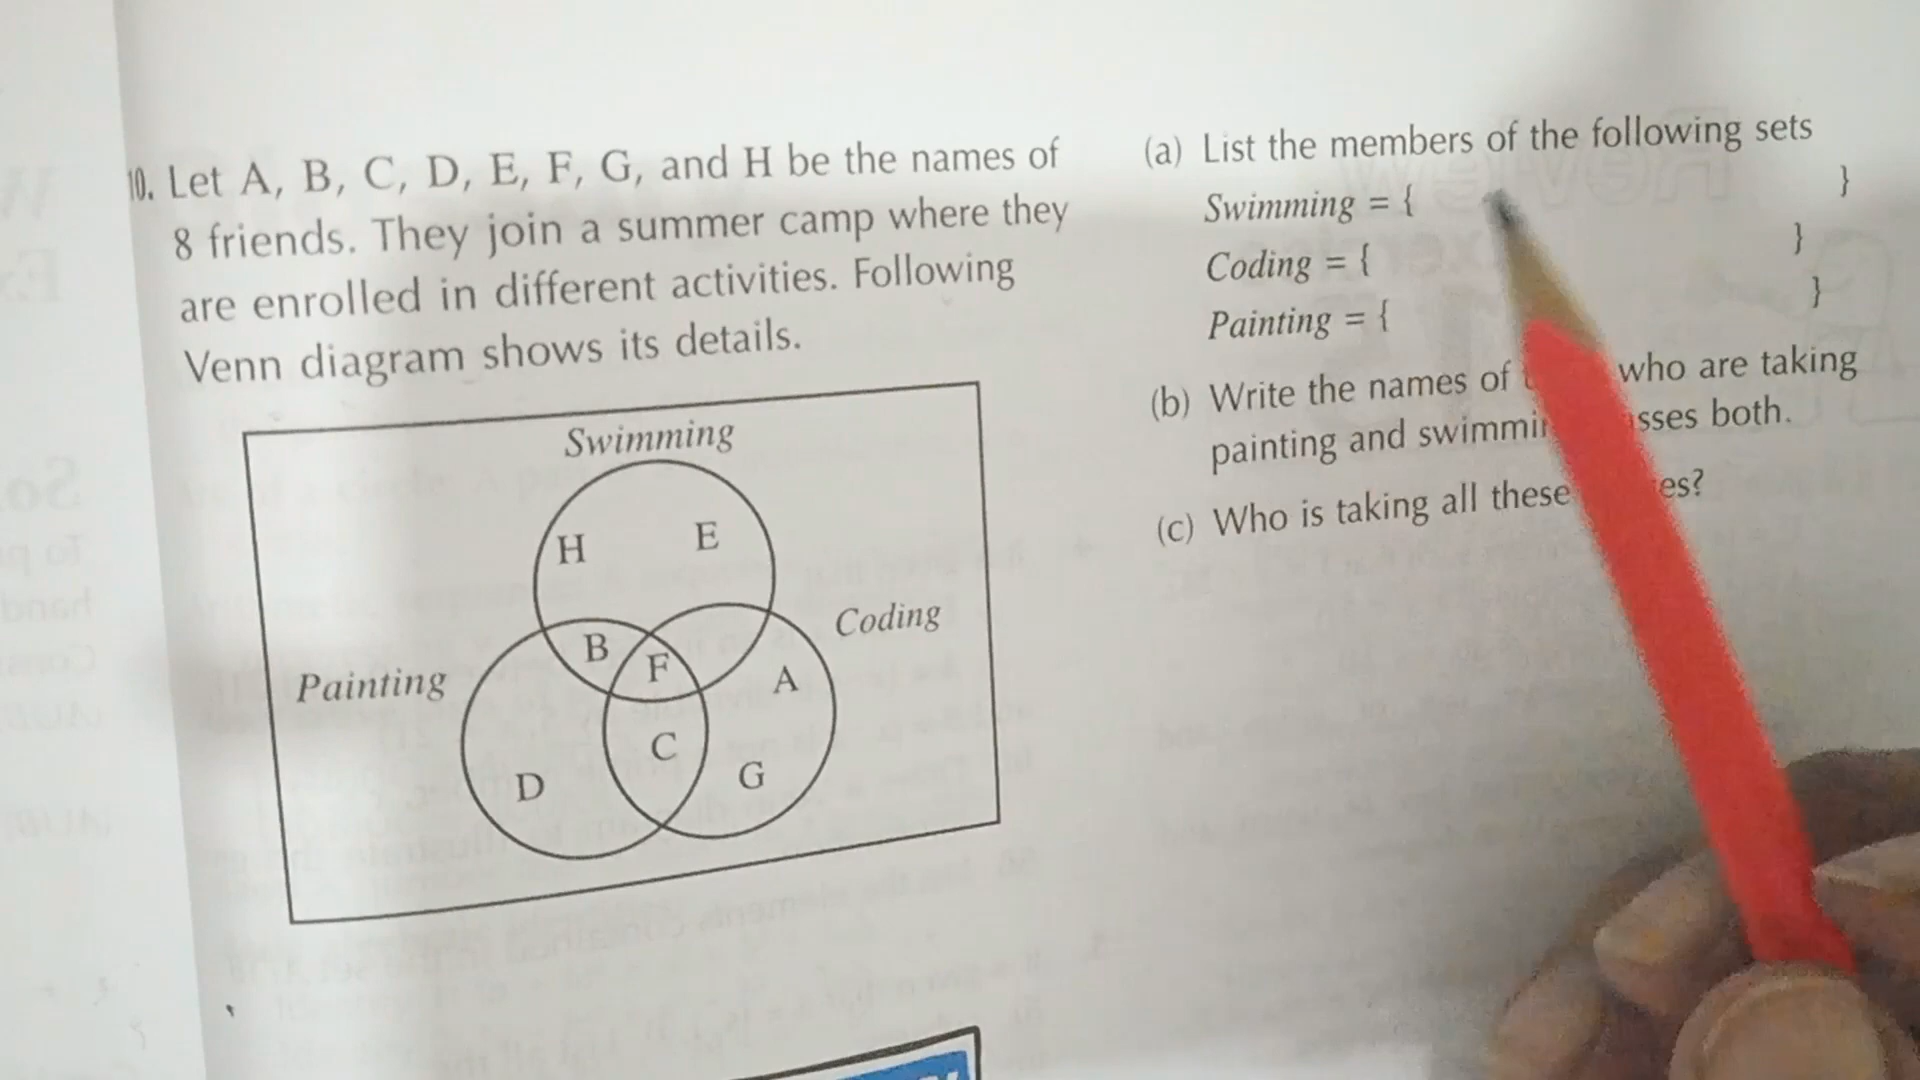 10. Let A, B, C, D, E, F, G, and H be the names of
8 friends. They join a summer camp where they
are enrolled in different activities. Following
Venn diagram shows its details.
Swimming
H E
Coding
B F
A
Painting
C
D G
(a) List the members of the following sets
Swimming = { }
Coding = { }
Painting = { }
(b) Write the names of who are taking
painting and swimmin sses both.
(c) Who is taking all these es?